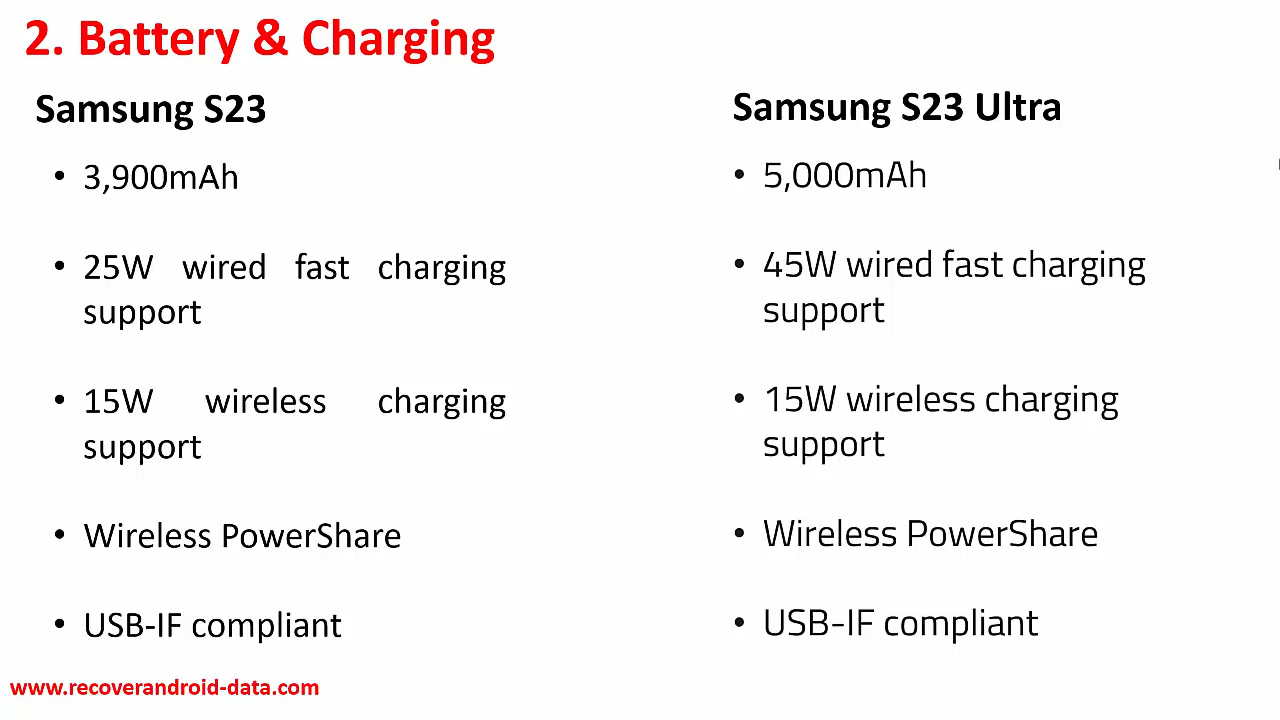 2. Battery & Charging
Samsung S23
• 3,900mAh
• 25W wired fast charging
support
• 15W wireless charging
support
• Wireless PowerShare
• USB-IF compliant
Samsung S23 Ultra
• 5,000mAh
• 45W wired fast charging
support
• 15W wireless charging
support
• Wireless PowerShare
• USB-IF compliant
www.recoverandroid-data.com